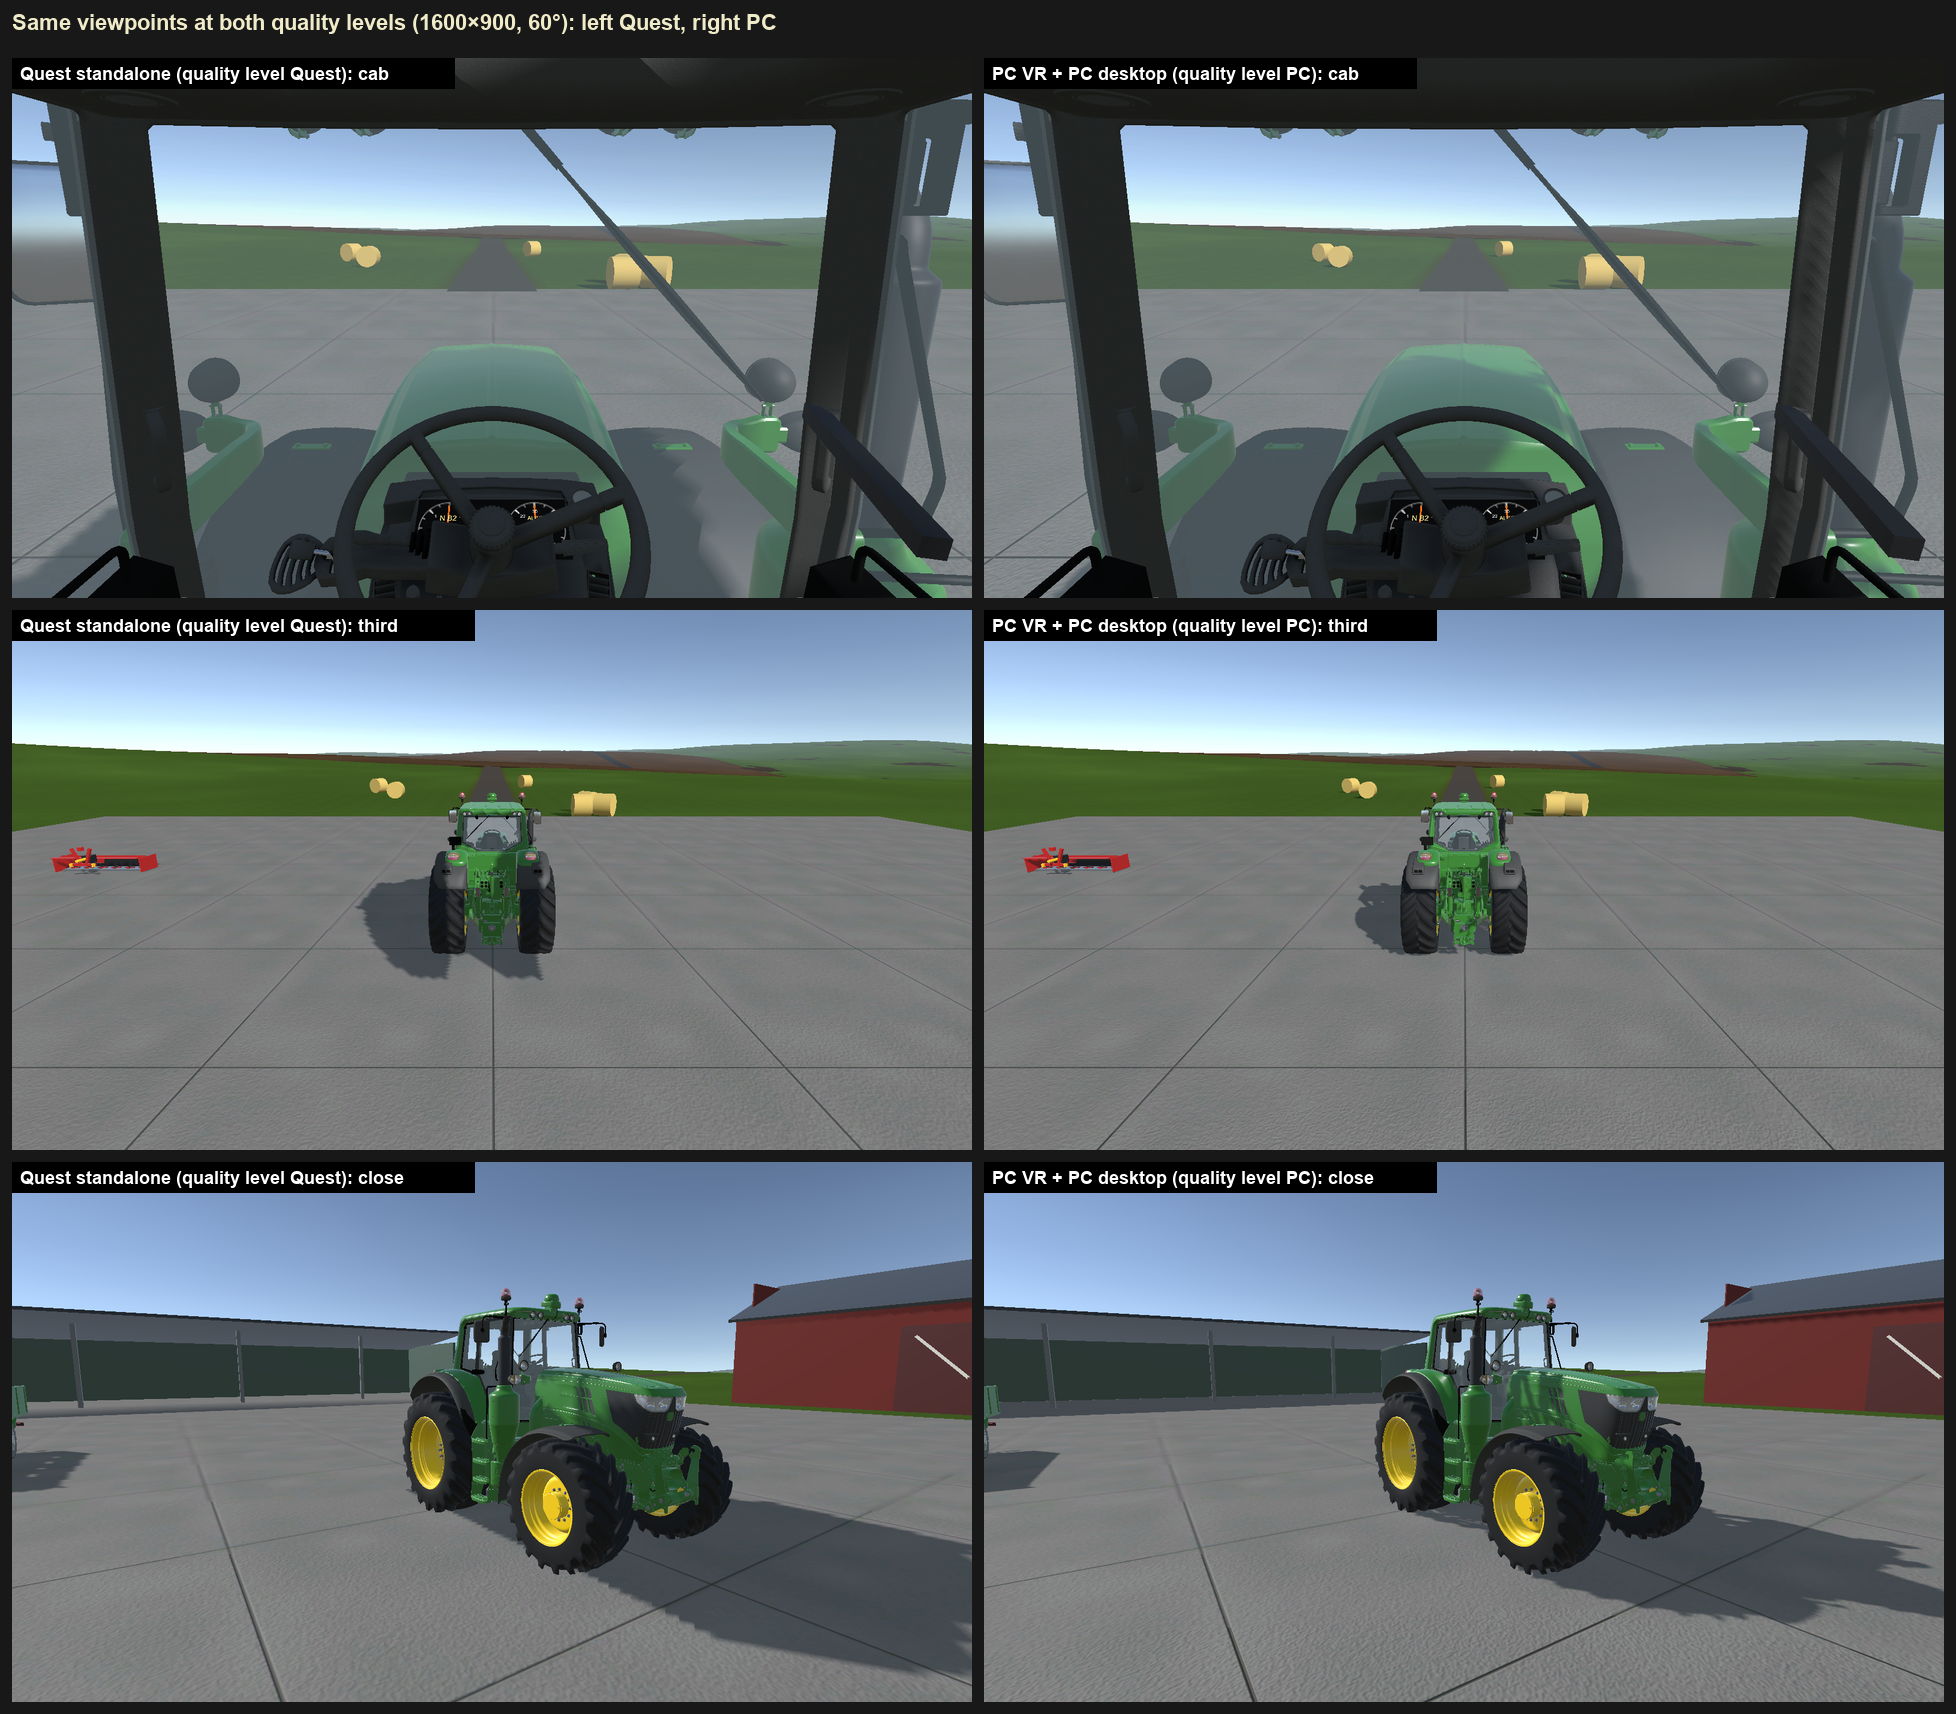 Same viewpoints at both quality levels (1600×900, 60°): left Quest, right PC
Quest standalone (quality level Quest): cab
PC VR + PC desktop (quality level PC): cab
N 82
N 82
Quest standalone (quality level Quest): third
PC VR + PC desktop (quality level PC): third
Quest standalone (quality level Quest): close
PC VR + PC desktop (quality level PC): close